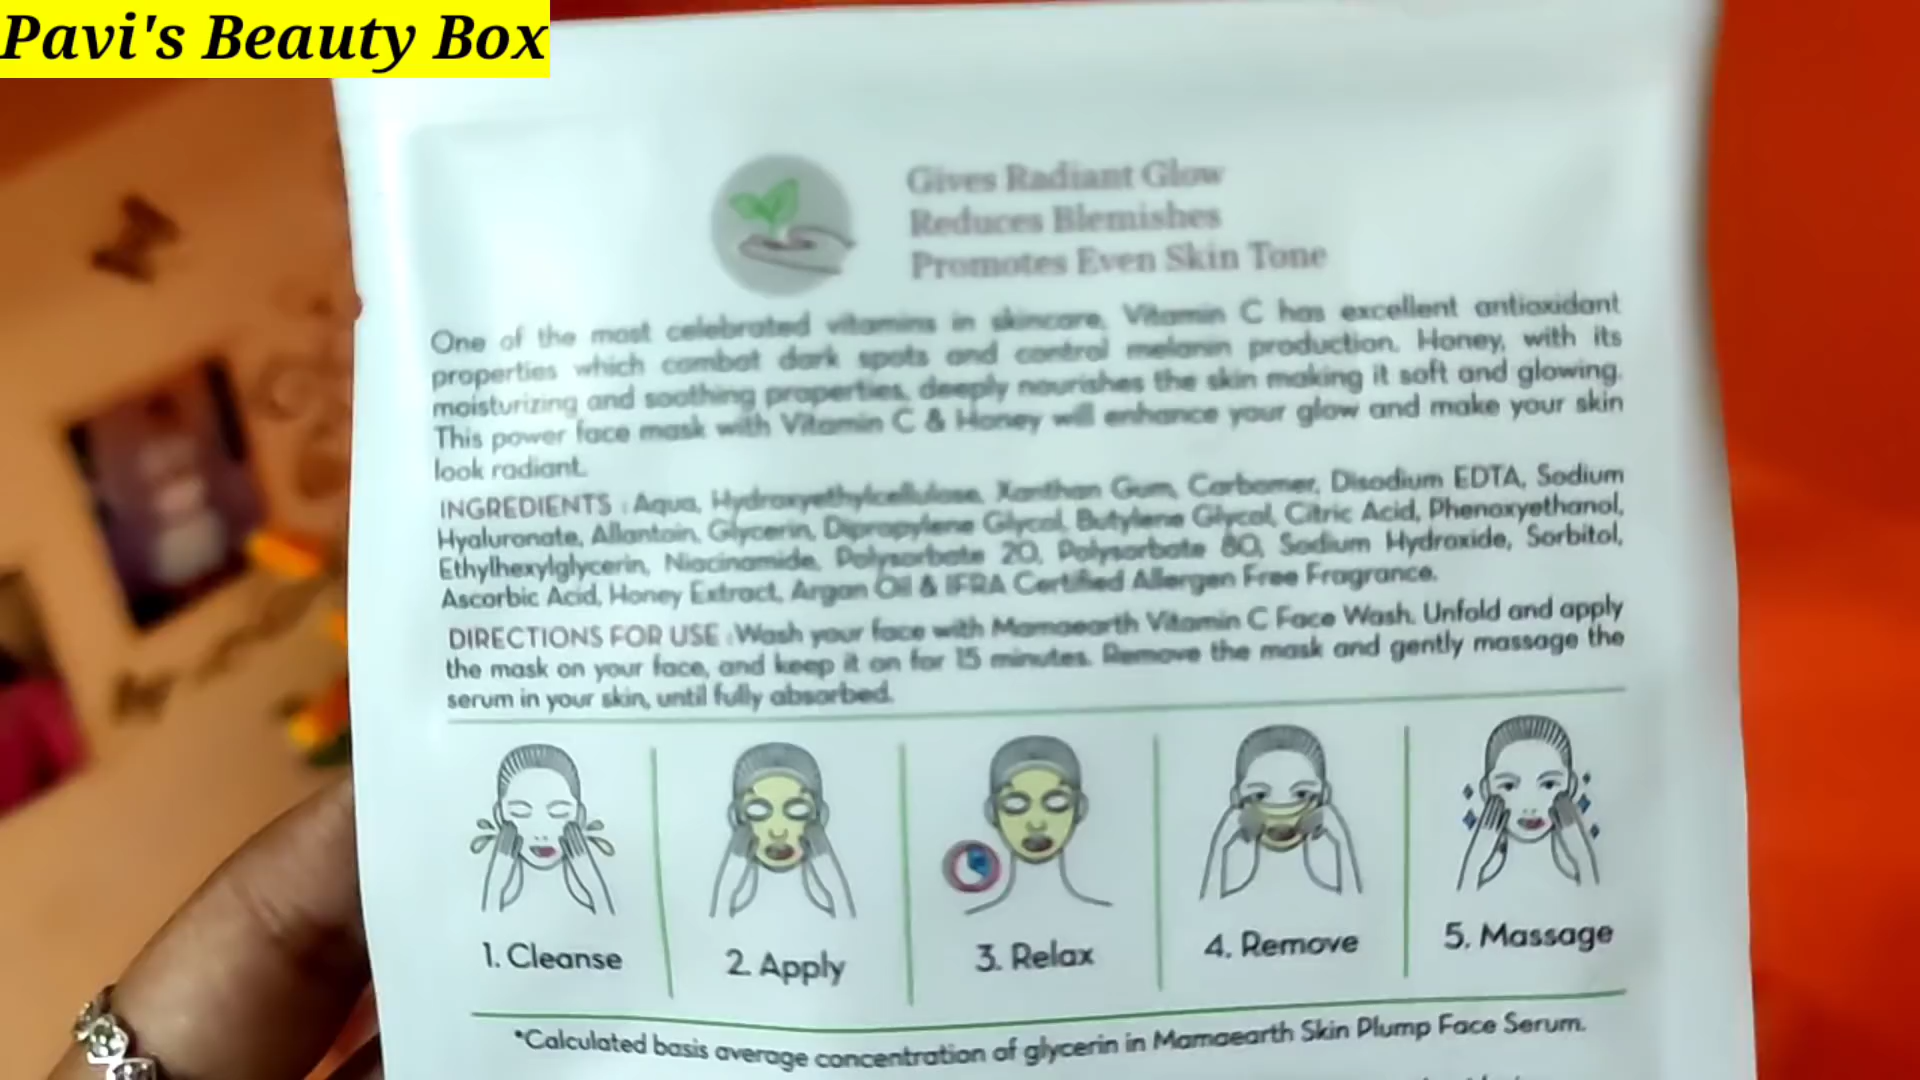 Pavi's Beauty Box
Gives Radiant Glow
Reduces Blemishes
Promotes Even Skin Tone
One of the most celebrated vitamins in skincare, Vitamin C has excellent antioxidant
properties which combat dark spots and control melanin production. Honey, with its
moisturizing and soothing properties, deeply nourishes the skin making it soft and glowing.
This power face mask with Vitamin C & Honey will enhance your glow and make your skin
look radiant.
INGREDIENTS : Aqua, Hydroxyethylcellulose, Xanthan Gum, Carbomer, Disodium EDTA, Sodium
Hyaluronate, Allantoin, Glycerin, Dipropylene Glycol, Butylene Glycol, Citric Acid, Phenoxyethanol,
Ethylhexylglycerin, Niacinamide, Polysorbate 20, Polysorbate 80, Sodium Hydroxide, Sorbitol,
Ascorbic Acid, Honey Extract, Argan Oil & IFRA Certified Allergen Free Fragrance.
DIRECTIONS FOR USE : Wash your face with Mamaearth Vitamin C Face Wash. Unfold and apply
the mask on your face, and keep it on for 15 minutes. Remove the mask and gently massage the
serum in your skin, until fully absorbed.
1. Cleanse
2. Apply
3. Relax
4. Remove
5. Massage
*Calculated basis average concentration of glycerin in Mamaearth Skin Plump Face Serum.